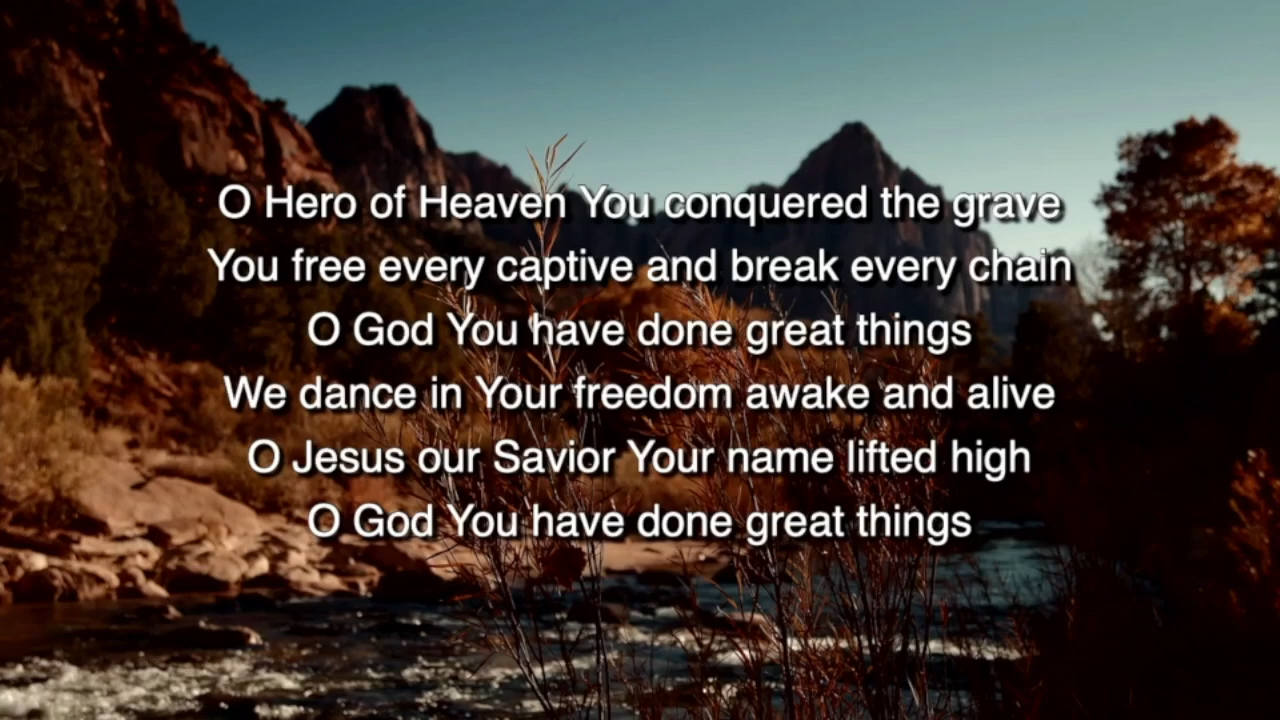 O Hero of Heaven You conquered the grave
You free every captive and break every chain
O God You have done great things
We dance in Your freedom awake and alive
O Jesus our Savior Your name lifted high
O God You have done great things